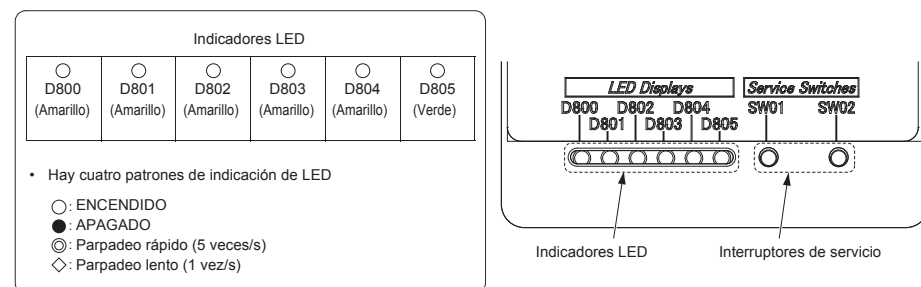 Indicadores LED
D800 D801 D802 D803 D804 D805
(Amarillo) (Amarillo) (Amarillo) (Amarillo) (Amarillo) (Verde)
• Hay cuatro patrones de indicación de LED
○: ENCENDIDO
●: APAGADO
◎: Parpadeo rápido (5 veces/s)
◇: Parpadeo lento (1 vez/s)
LED Displays Service Switches
D800 D802 D804 SW01 SW02
D801 D803 D805
Indicadores LED Interruptores de servicio